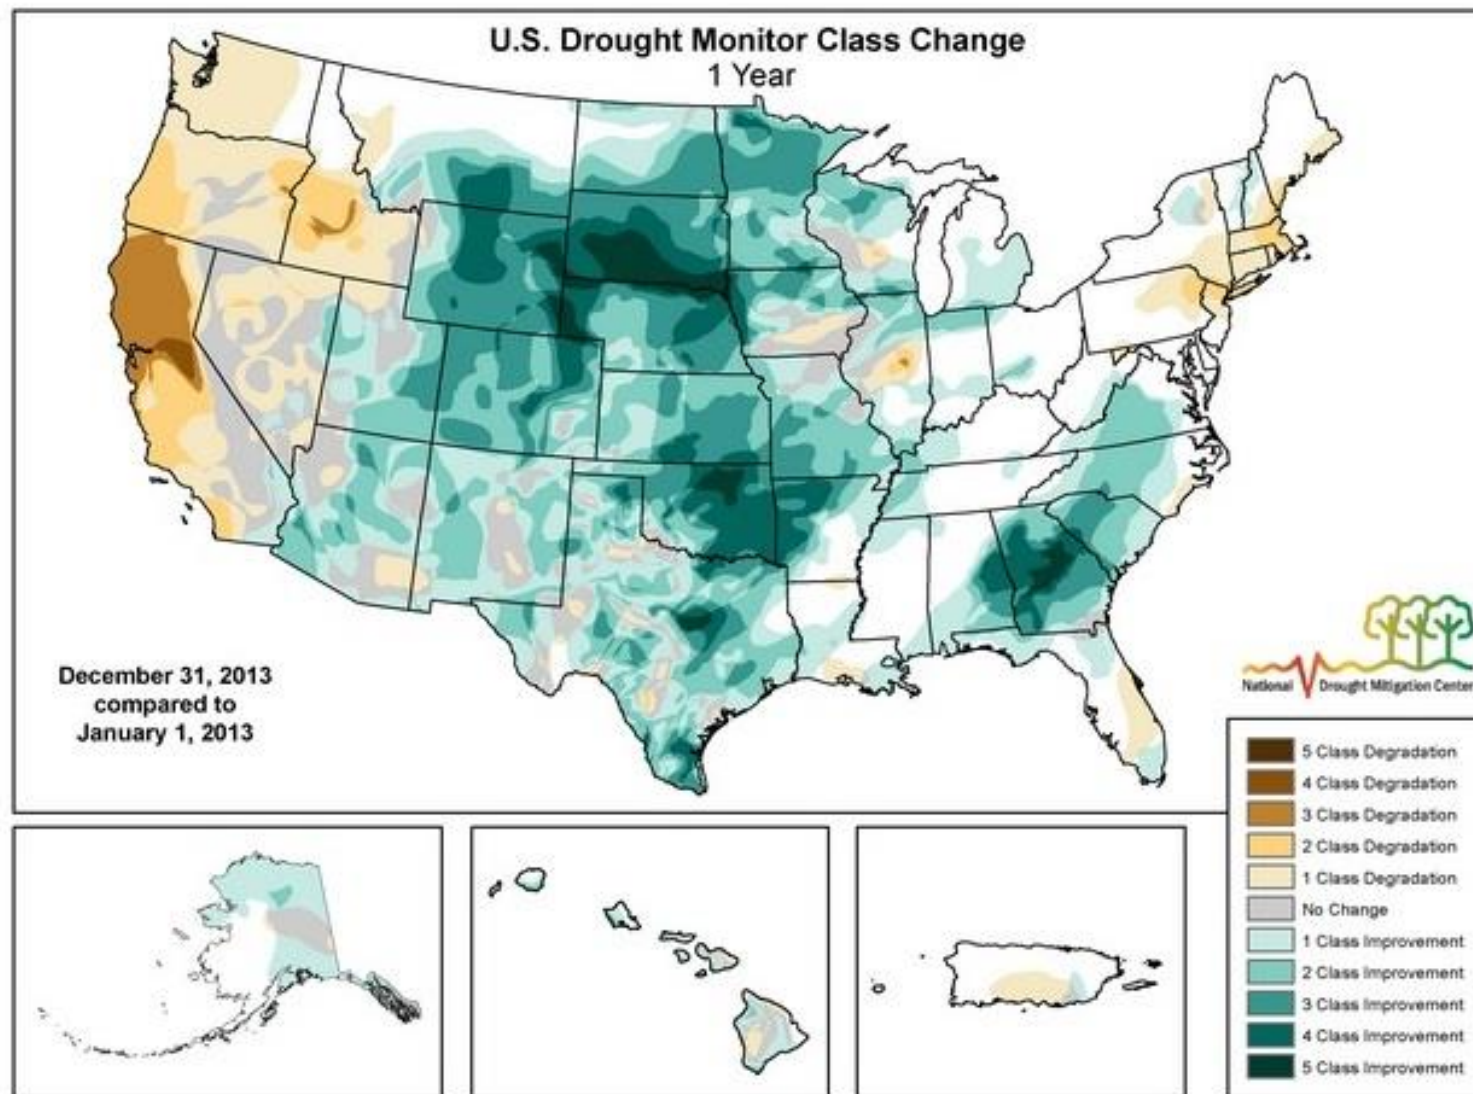 U.S. Drought Monitor Class Change
1 Year
December 31, 2013
compared to
January 1, 2013
National Drought Mitigation Center
5 Class Degradation
4 Class Degradation
3 Class Degradation
2 Class Degradation
1 Class Degradation
No Change
1 Class Improvement
2 Class Improvement
3 Class Improvement
4 Class Improvement
5 Class Improvement